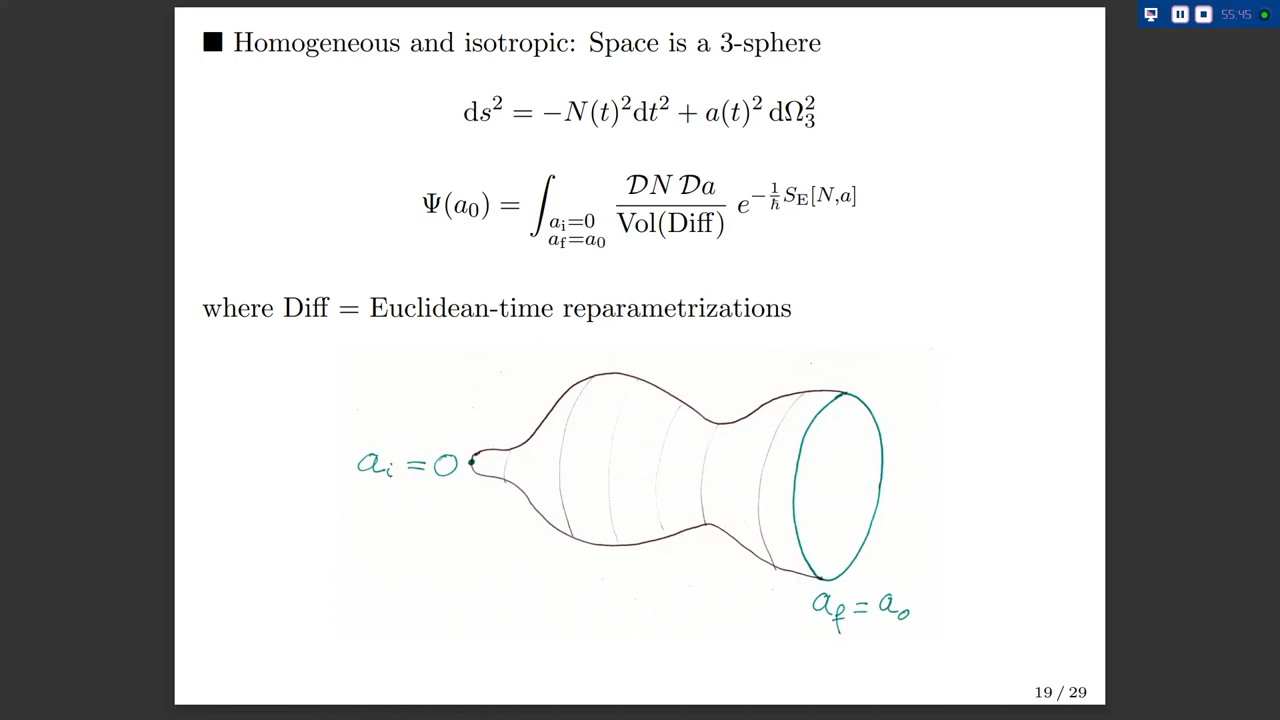 55:45
■ Homogeneous and isotropic: Space is a 3-sphere
ds² = −N(t)²dt² + a(t)² dΩ₃²
Ψ(a₀) = ∫_{a_i=0, a_f=a₀} 𝒟N 𝒟a / Vol(Diff) e^{−(1/ℏ) S_E[N,a]}
where Diff = Euclidean-time reparametrizations
a_i = 0
a_f = a₀
19 / 29